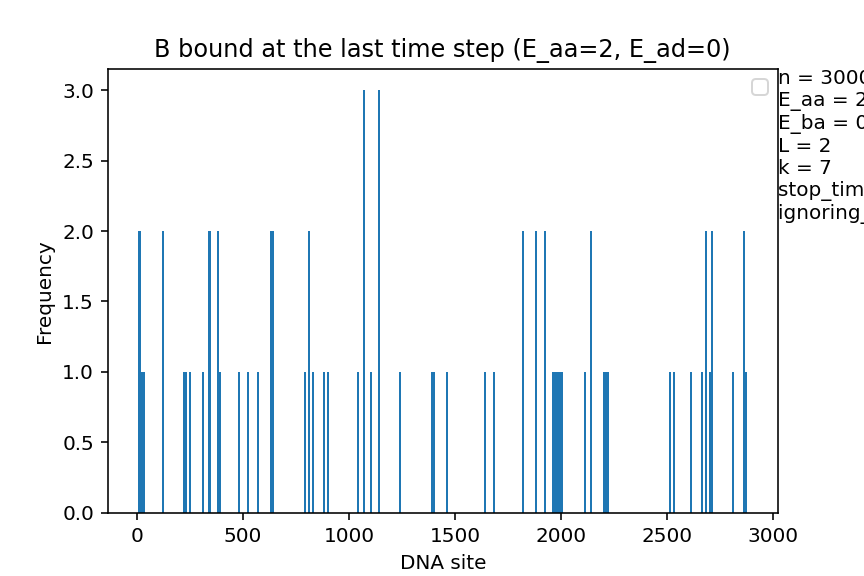 B bound at the last time step (E_aa=2, E_ad=0)
n = 3000
E_aa = 2
E_ba = 0
L = 2
k = 7
stop_tim
ignoring_
Frequency
3.0
2.5
2.0
1.5
1.0
0.5
0.0
0 500 1000 1500 2000 2500 3000
DNA site